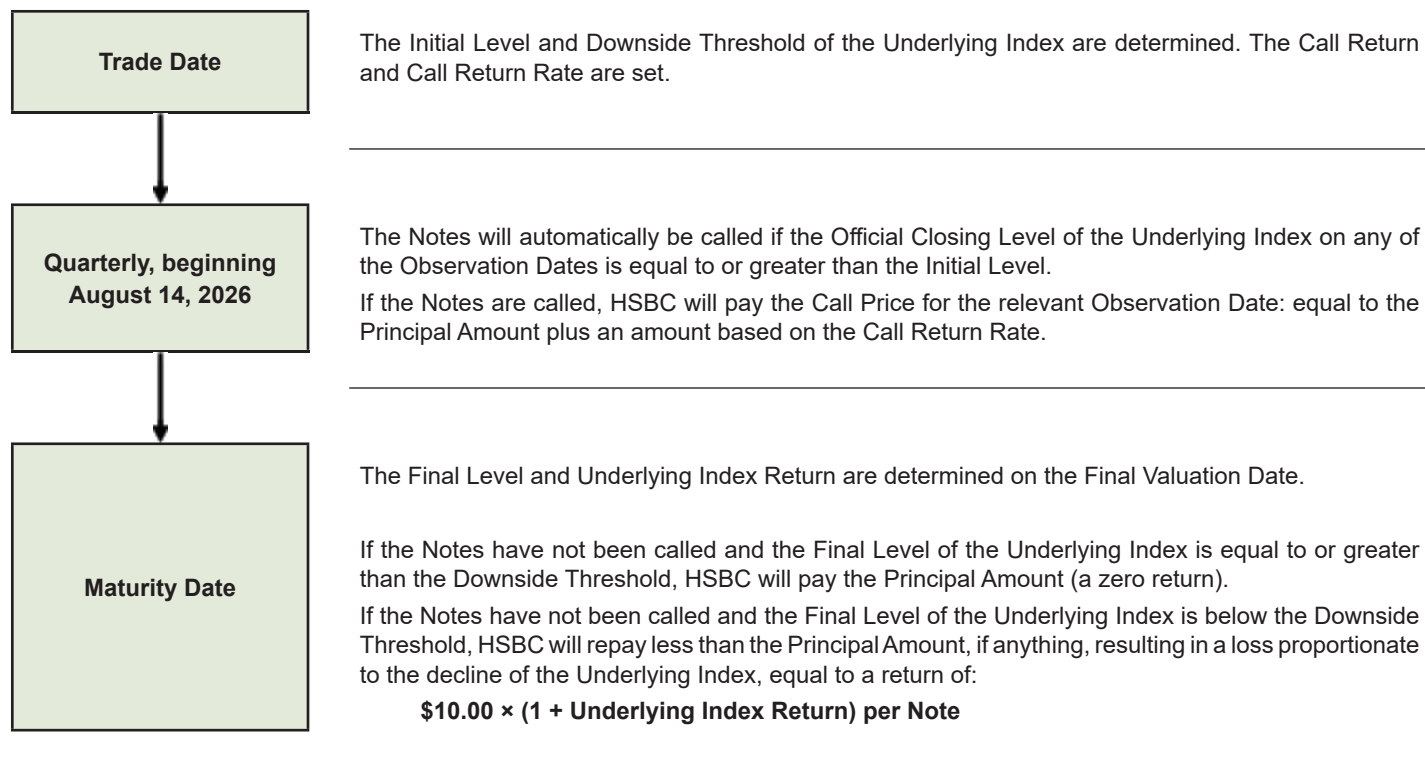 Trade Date
The Initial Level and Downside Threshold of the Underlying Index are determined. The Call Return
and Call Return Rate are set.
Quarterly, beginning
August 14, 2026
The Notes will automatically be called if the Official Closing Level of the Underlying Index on any of
the Observation Dates is equal to or greater than the Initial Level.
If the Notes are called, HSBC will pay the Call Price for the relevant Observation Date: equal to the
Principal Amount plus an amount based on the Call Return Rate.
Maturity Date
The Final Level and Underlying Index Return are determined on the Final Valuation Date.
If the Notes have not been called and the Final Level of the Underlying Index is equal to or greater
than the Downside Threshold, HSBC will pay the Principal Amount (a zero return).
If the Notes have not been called and the Final Level of the Underlying Index is below the Downside
Threshold, HSBC will repay less than the Principal Amount, if anything, resulting in a loss proportionate
to the decline of the Underlying Index, equal to a return of:
$10.00 × (1 + Underlying Index Return) per Note